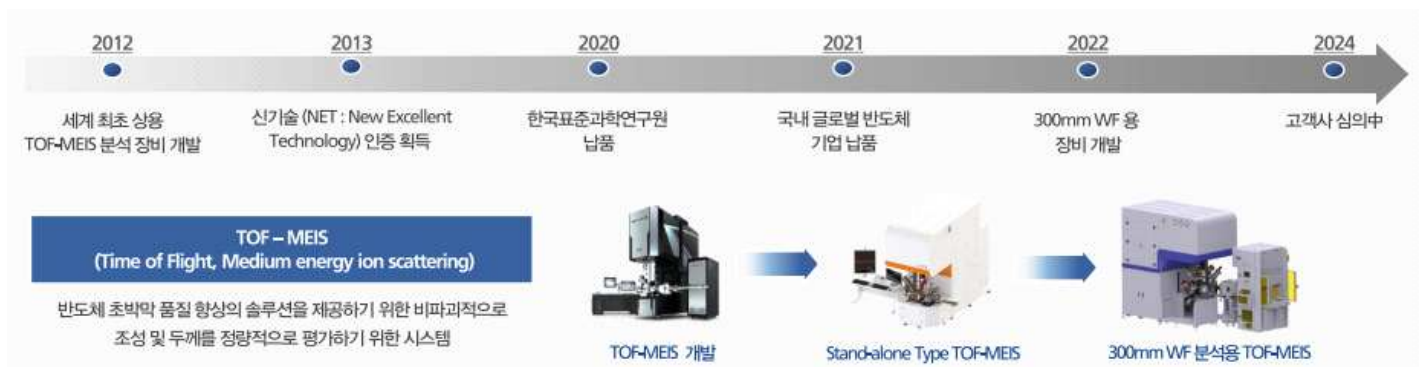 2012
2013
2020
2021
2022
2024
세계 최초 상용
TOF-MEIS 분석 장비 개발
신기술 (NET : New Excellent
Technology) 인증 획득
한국표준과학연구원
납품
국내 글로벌 반도체
기업 납품
300mm WF 용
장비 개발
고객사 심의中
TOF – MEIS
(Time of Flight, Medium energy ion scattering)
반도체 초박막 품질 향상의 솔루션을 제공하기 위한 비파괴적으로
조성 및 두께를 정량적으로 평가하기 위한 시스템
TOF-MEIS 개발
Stand-alone Type TOF-MEIS
300mm WF 분석용 TOF-MEIS